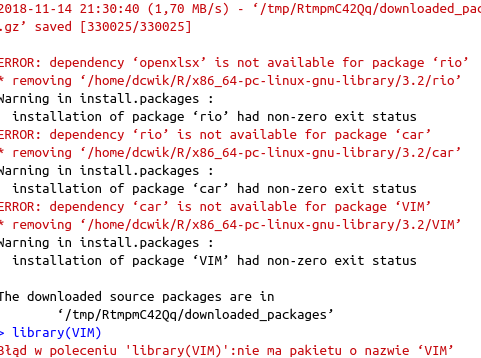 2018-11-14 21:30:40 (1,70 MB/s) - ‘/tmp/RtmpmC42Qq/downloaded_pac
.gz’ saved [330025/330025]
ERROR: dependency ‘openxlsx’ is not available for package ‘rio’
* removing ‘/home/dcwik/R/x86_64-pc-linux-gnu-library/3.2/rio’
Warning in install.packages :
installation of package ‘rio’ had non-zero exit status
ERROR: dependency ‘rio’ is not available for package ‘car’
* removing ‘/home/dcwik/R/x86_64-pc-linux-gnu-library/3.2/car’
Warning in install.packages :
installation of package ‘car’ had non-zero exit status
ERROR: dependency ‘car’ is not available for package ‘VIM’
* removing ‘/home/dcwik/R/x86_64-pc-linux-gnu-library/3.2/VIM’
Warning in install.packages :
installation of package ‘VIM’ had non-zero exit status
The downloaded source packages are in
‘/tmp/RtmpmC42Qq/downloaded_packages’
> library(VIM)
Błąd w poleceniu 'library(VIM)':nie ma pakietu o nazwie ‘VIM’